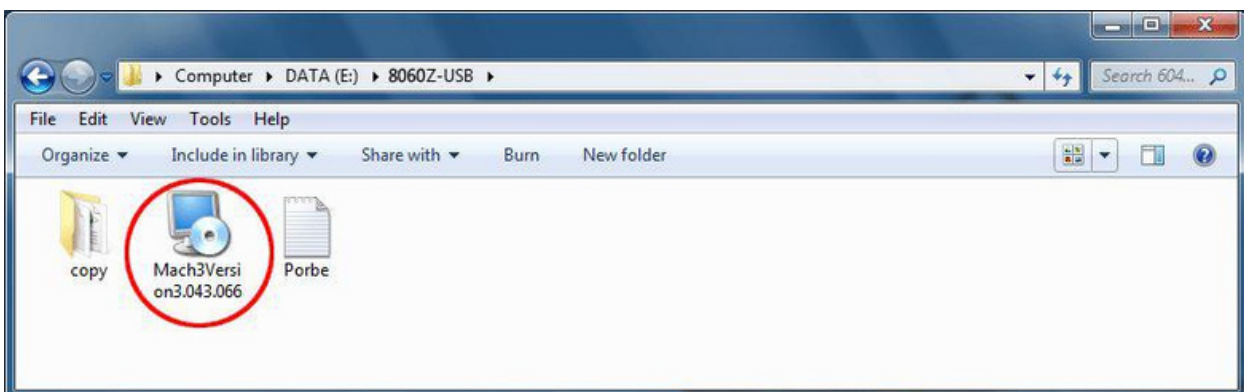 Computer ▸ DATA (E:) ▸ 8060Z-USB ▸
Search 604...
File Edit View Tools Help
Organize Include in library Share with Burn New folder
copy
Mach3Versi
on3.043.066
Porbe